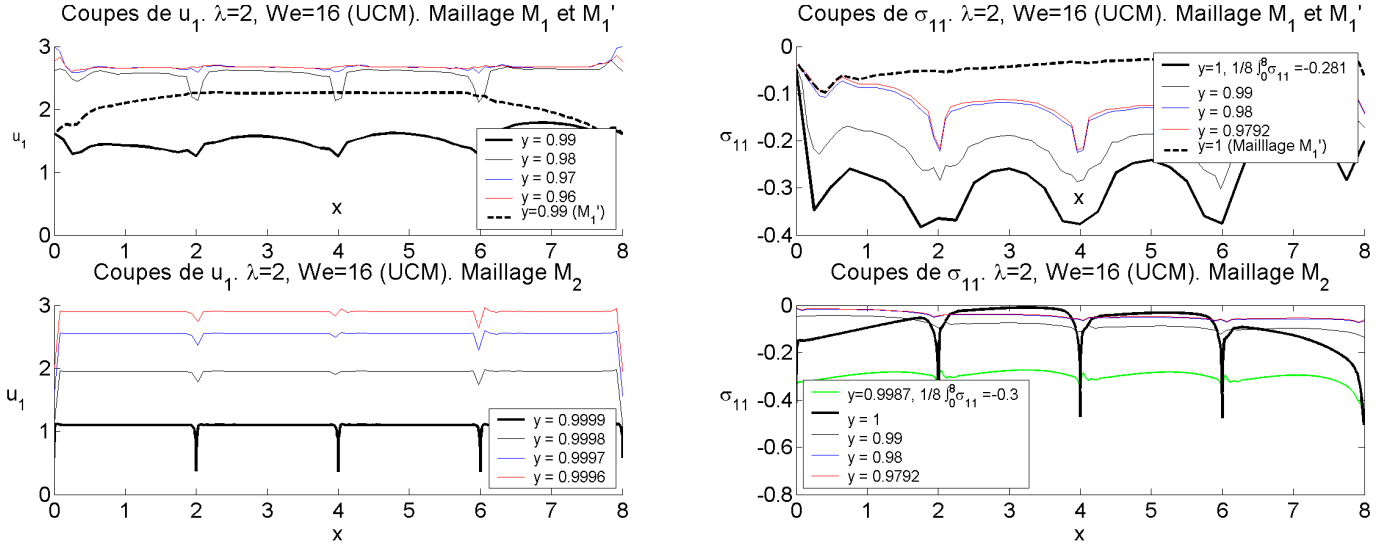 Coupes de u₁. λ=2, We=16 (UCM). Maillage M₁ et M₁'
3
2
1
0
u₁
0 1 2 3 4 5 6 7 8
x
y = 0.99
y = 0.98
y = 0.97
y = 0.96
y=0.99 (M₁')
Coupes de σ₁₁. λ=2, We=16 (UCM). Maillage M₁ et M₁'
0
-0.1
-0.2
-0.3
-0.4
σ₁₁
0 1 2 3 4 5 6 7 8
x
y=1, 1/8 ∫₀⁸σ₁₁ =-0.281
y = 0.99
y = 0.98
y = 0.9792
y=1 (Mailllage M₁')
Coupes de u₁. λ=2, We=16 (UCM). Maillage M₂
3
2
1
0
u₁
0 1 2 3 4 5 6 7 8
x
y = 0.9999
y = 0.9998
y = 0.9997
y = 0.9996
Coupes de σ₁₁. λ=2, We=16 (UCM). Maillage M₂
0
-0.2
-0.4
-0.6
-0.8
σ₁₁
0 1 2 3 4 5 6 7 8
x
y=0.9987, 1/8 ∫₀⁸σ₁₁ =-0.3
y = 1
y = 0.99
y = 0.98
y = 0.9792